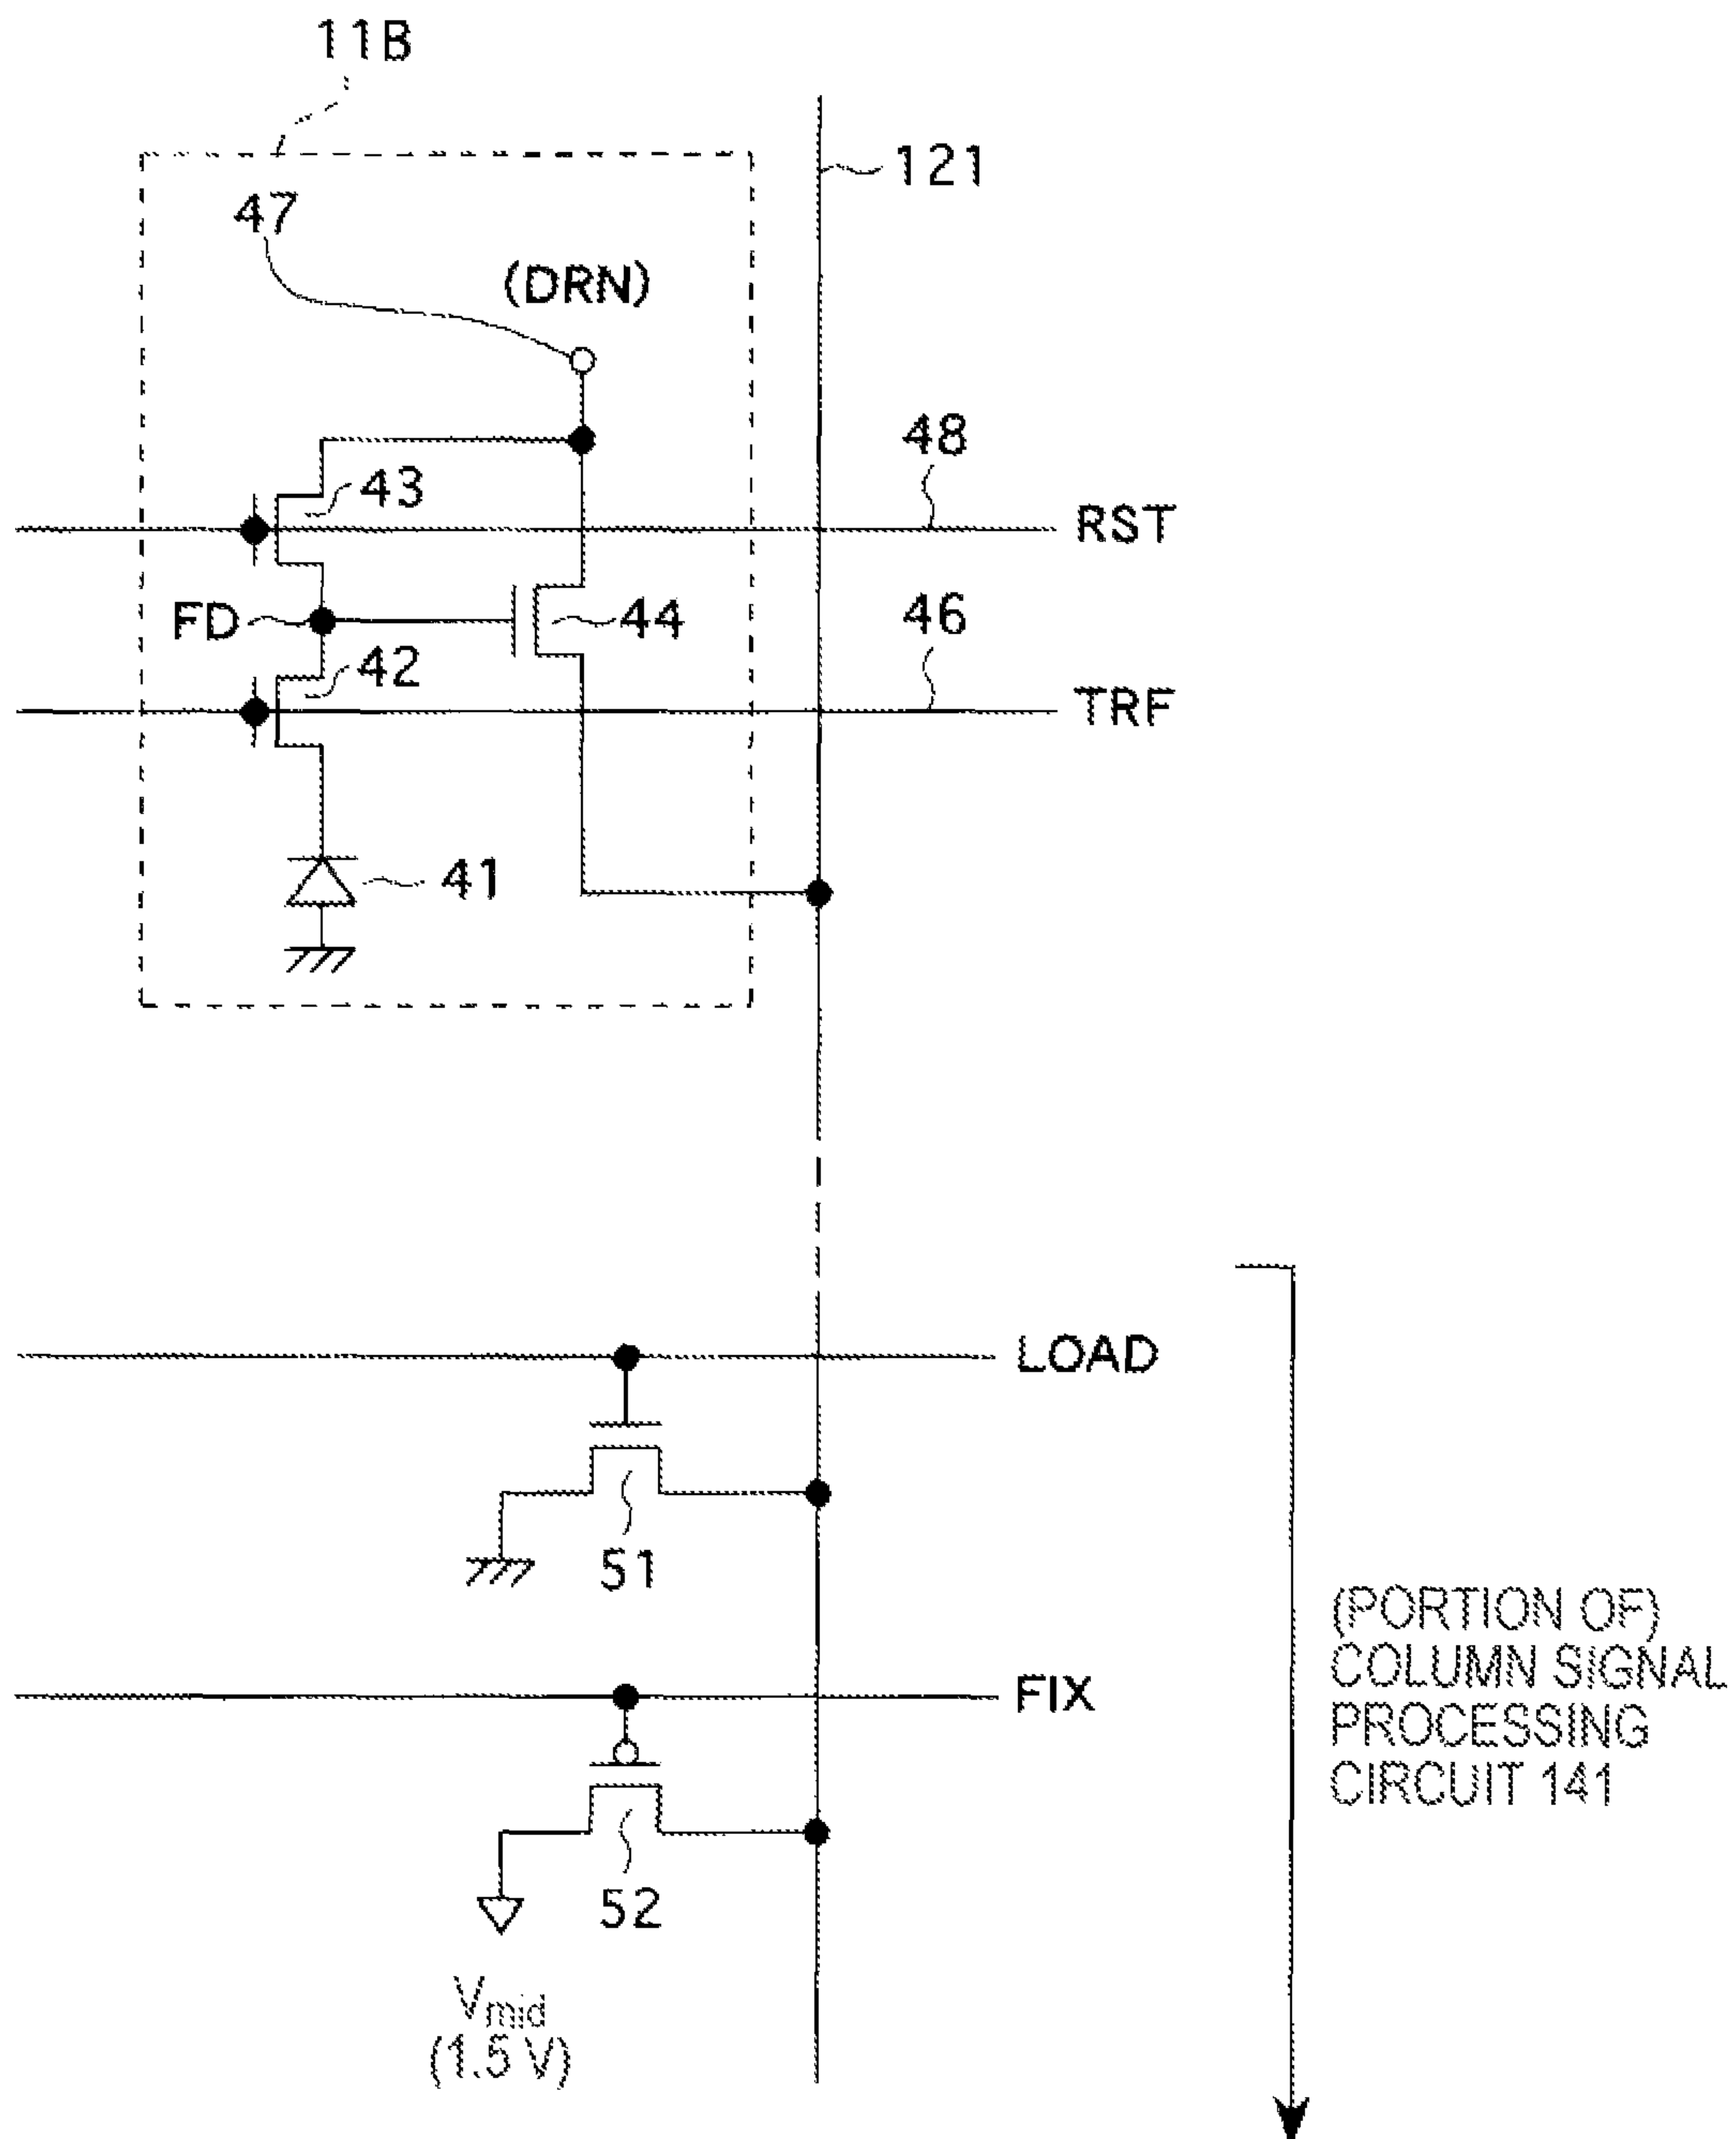 11B
121
47
(DRN)
48
43
RST
FD
44
46
42
TRF
41
LOAD
51
(PORTION OF)
COLUMN SIGNAL
PROCESSING
CIRCUIT 141
FIX
52
Vmid
(1.5 V)